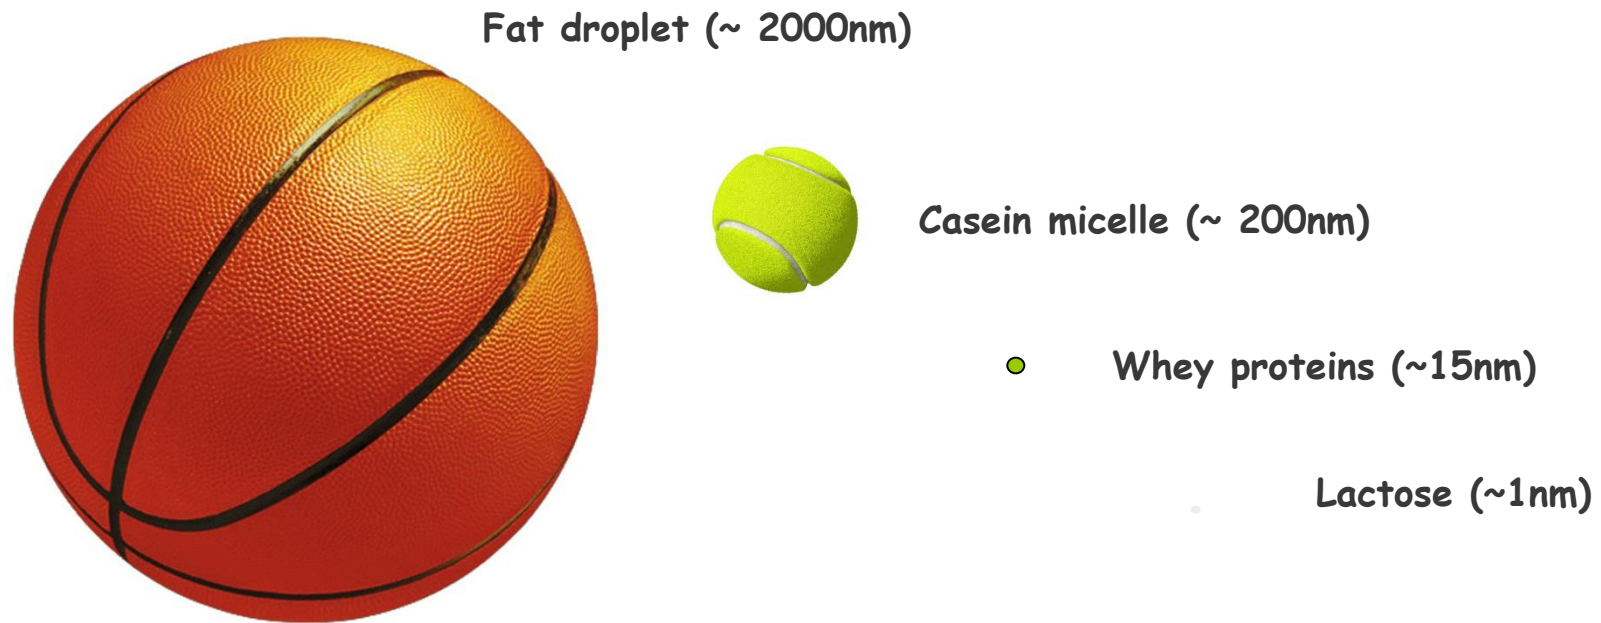 Fat droplet (~ 2000nm)
Casein micelle (~ 200nm)
Whey proteins (~15nm)
Lactose (~1nm)